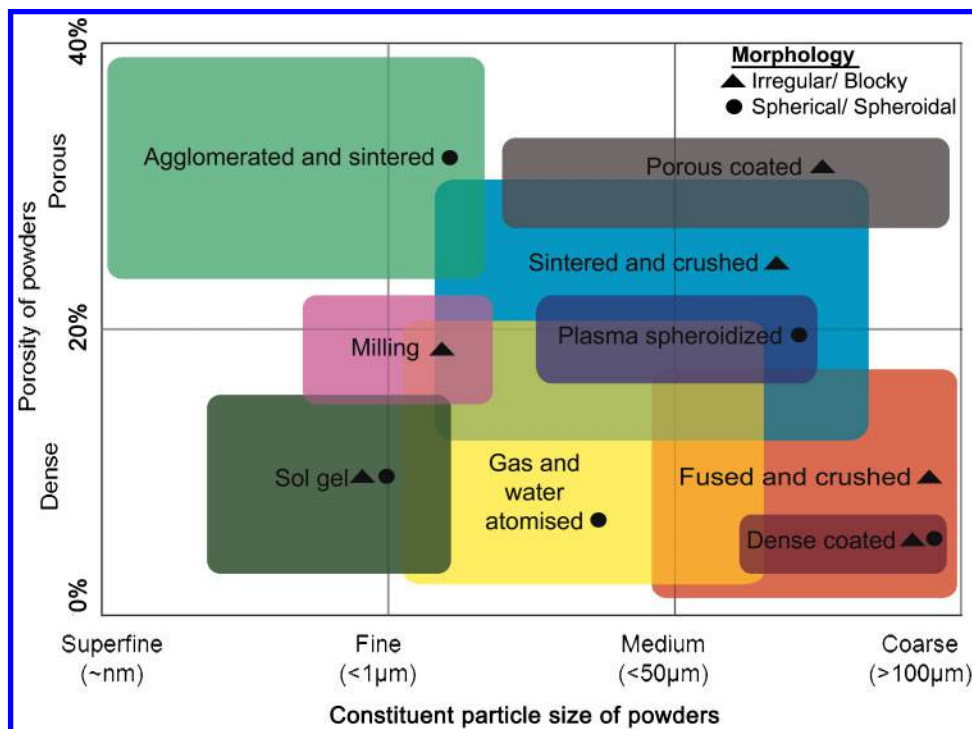 40%
Morphology
Irregular/ Blocky
Spherical/ Spheroidal
Agglomerated and sintered
Porous coated
Porous
Sintered and crushed
20%
Plasma spheroidized
Milling
Porosity of powders
Gas and
water
atomised
Sol gel
Fused and crushed
Dense
Dense coated
0%
Superfine
(~nm)
Fine
(<1µm)
Medium
(<50µm)
Coarse
(>100µm)
Constituent particle size of powders